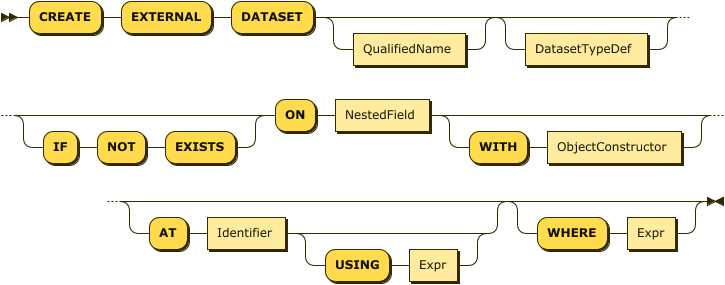 CREATE EXTERNAL DATASET
QualifiedName DatasetTypeDef
ON NestedField
IF NOT EXISTS WITH ObjectConstructor
AT Identifier WHERE Expr
USING Expr